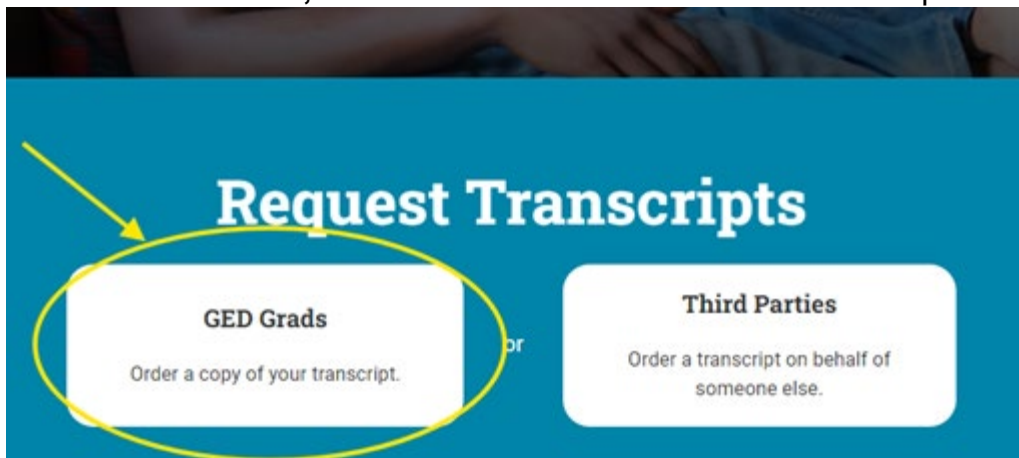 Request Transcripts
GED Grads
Order a copy of your transcript.
or
Third Parties
Order a transcript on behalf of
someone else.